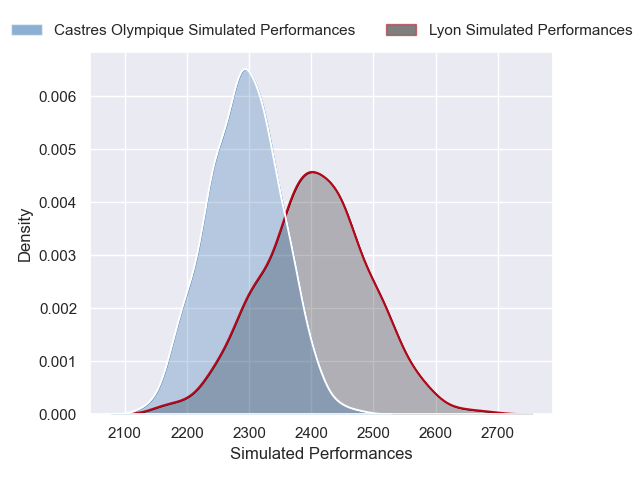 Castres Olympique Simulated Performances
Lyon Simulated Performances
0.006
0.005
0.004
0.003
0.002
0.001
0.000
Density
2100 2200 2300 2400 2500 2600 2700
Simulated Performances